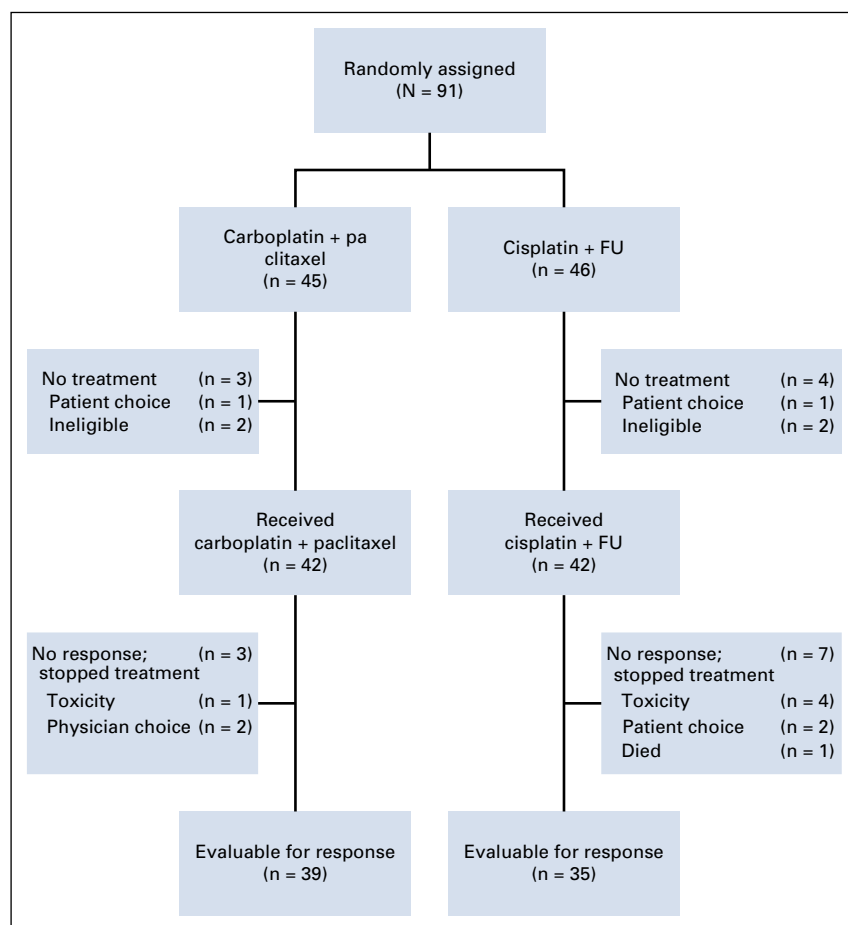 Randomly assigned
(N = 91)
Carboplatin + pa
clitaxel
(n = 45)
Cisplatin + FU
(n = 46)
No treatment (n = 3)
Patient choice (n = 1)
Ineligible (n = 2)
No treatment (n = 4)
Patient choice (n = 1)
Ineligible (n = 2)
Received
carboplatin + paclitaxel
(n = 42)
Received
cisplatin + FU
(n = 42)
No response; (n = 3)
stopped treatment
Toxicity (n = 1)
Physician choice (n = 2)
No response; (n = 7)
stopped treatment
Toxicity (n = 4)
Patient choice (n = 2)
Died (n = 1)
Evaluable for response
(n = 39)
Evaluable for response
(n = 35)